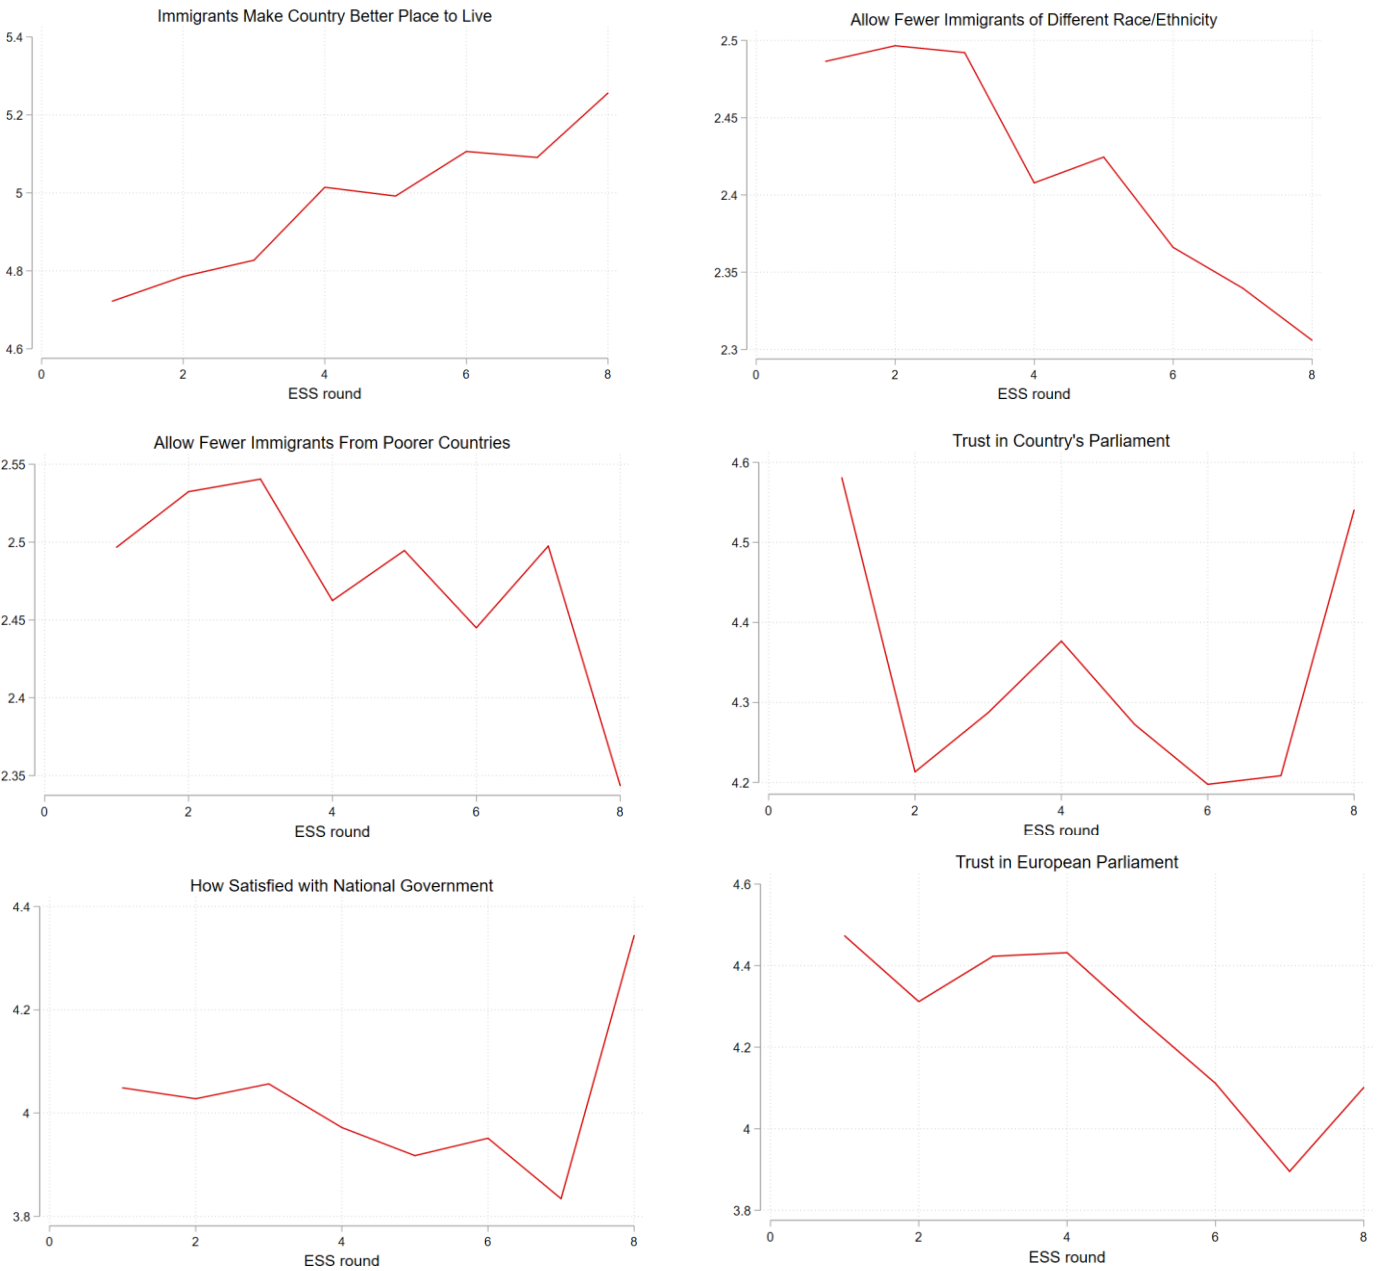 Immigrants Make Country Better Place to Live
5.4
5.2
5
4.8
4.6
0 2 4 6 8
ESS round
Allow Fewer Immigrants of Different Race/Ethnicity
2.5
2.45
2.4
2.35
2.3
0 2 4 6 8
ESS round
Allow Fewer Immigrants From Poorer Countries
2.55
2.5
2.45
2.4
2.35
0 2 4 6 8
ESS round
Trust in Country's Parliament
4.6
4.5
4.4
4.3
4.2
0 2 4 6 8
ESS round
How Satisfied with National Government
4.4
4.2
4
3.8
0 2 4 6 8
ESS round
Trust in European Parliament
4.6
4.4
4.2
4
3.8
0 2 4 6 8
ESS round